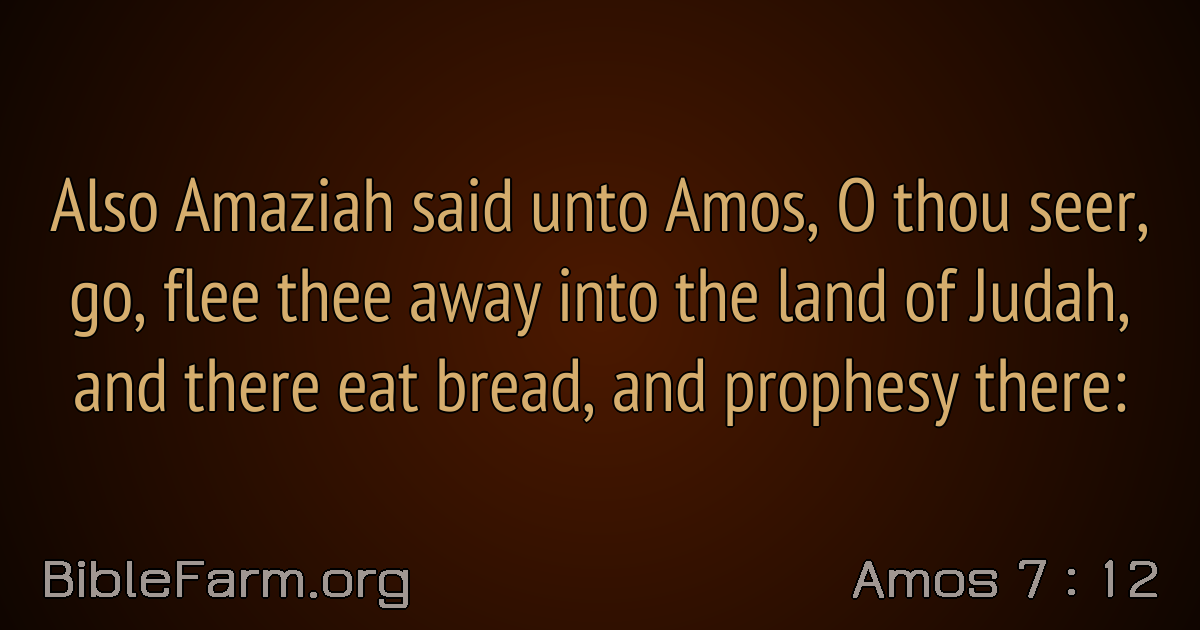 Also Amaziah said unto Amos, O thou seer,
go, flee thee away into the land of Judah,
and there eat bread, and prophesy there:
BibleFarm.org
Amos 7 : 12